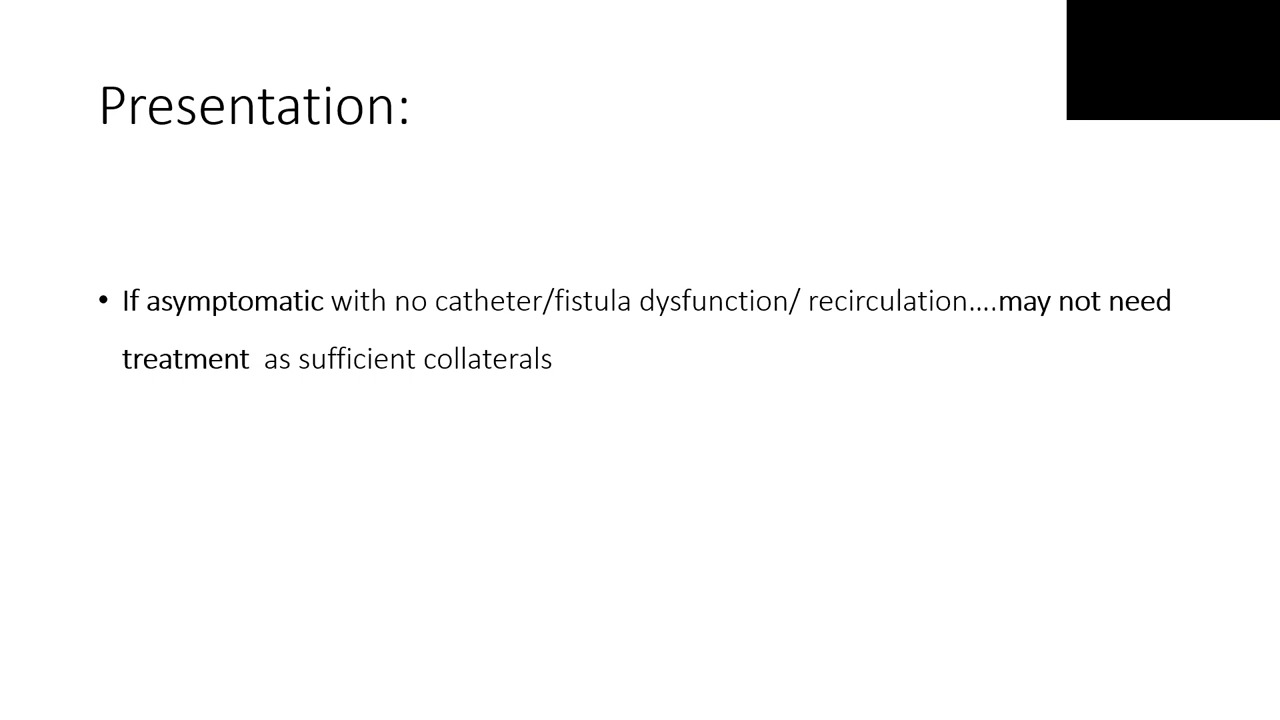 Presentation:
• If asymptomatic with no catheter/fistula dysfunction/ recirculation....may not need
treatment  as sufficient collaterals